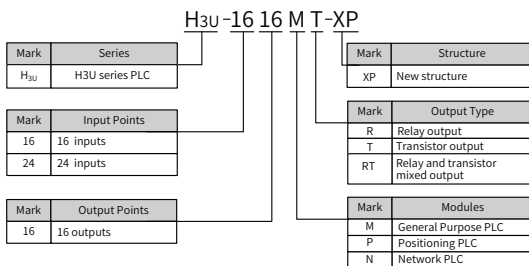 H3U-16 16 M T-XP
Mark Series
H3U H3U series PLC
Mark Input Points
16 16 inputs
24 24 inputs
Mark Output Points
16 16 outputs
Mark Structure
XP New structure
Mark Output Type
R Relay output
T Transistor output
RT Relay and transistor
mixed output
Mark Modules
M General Purpose PLC
P Positioning PLC
N Network PLC